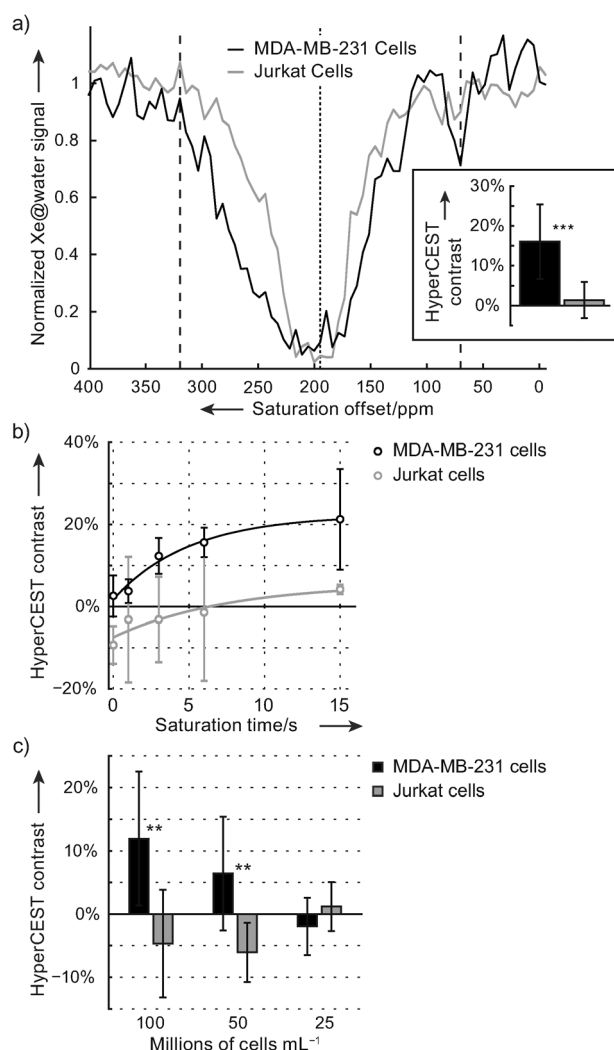 a)
MDA-MB-231 Cells
Jurkat Cells
Normalized Xe@water signal
1
0.8
0.6
0.4
0.2
0
400 350 300 250 200 150 100 50 0
Saturation offset/ppm
HyperCEST
contrast
30%
20%
10%
0%
***
b)
MDA-MB-231 cells
Jurkat cells
HyperCEST contrast
40%
20%
0%
−20%
0 5 10 15
Saturation time/s
c)
MDA-MB-231 cells
Jurkat cells
HyperCEST contrast
20%
10%
0%
−10%
**
**
100 50 25
Millions of cells mL⁻¹